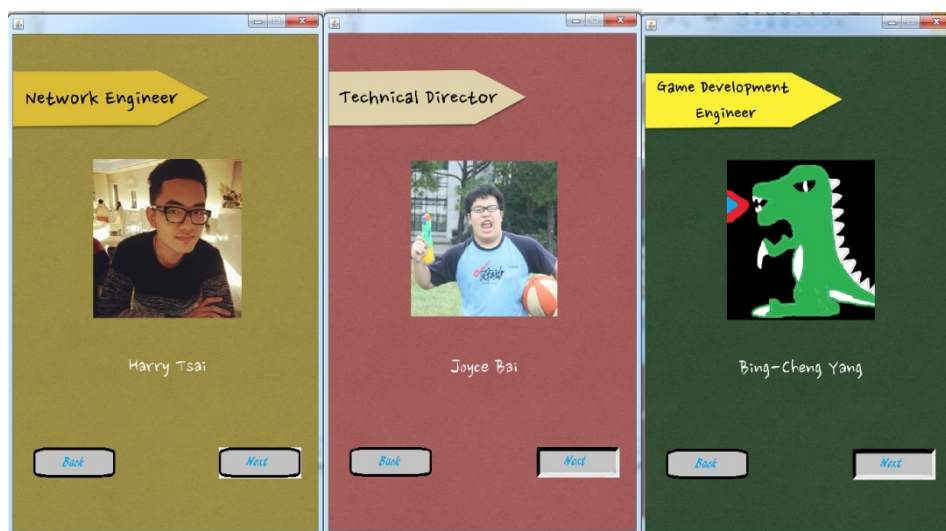 Network Engineer
Harry Tsai
Back
Next
Technical Director
Joyce Bai
Back
Next
Game Development
Engineer
Bing-Cheng Yang
Back
Next